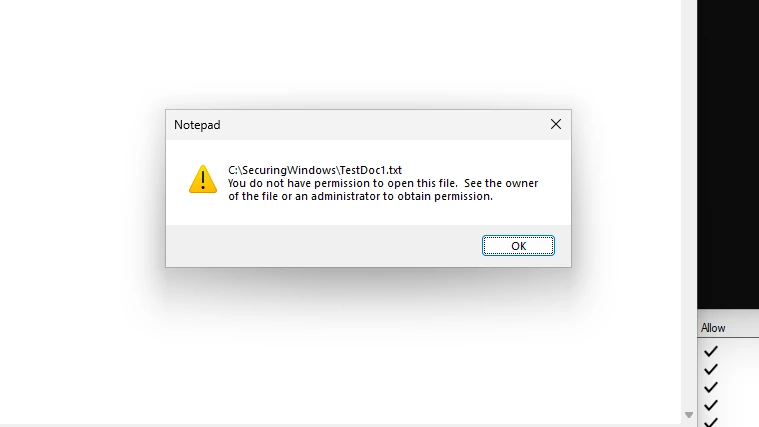 Notepad
C:\SecuringWindows\TestDoc1.txt
You do not have permission to open this file.  See the owner
of the file or an administrator to obtain permission.
OK
Allow